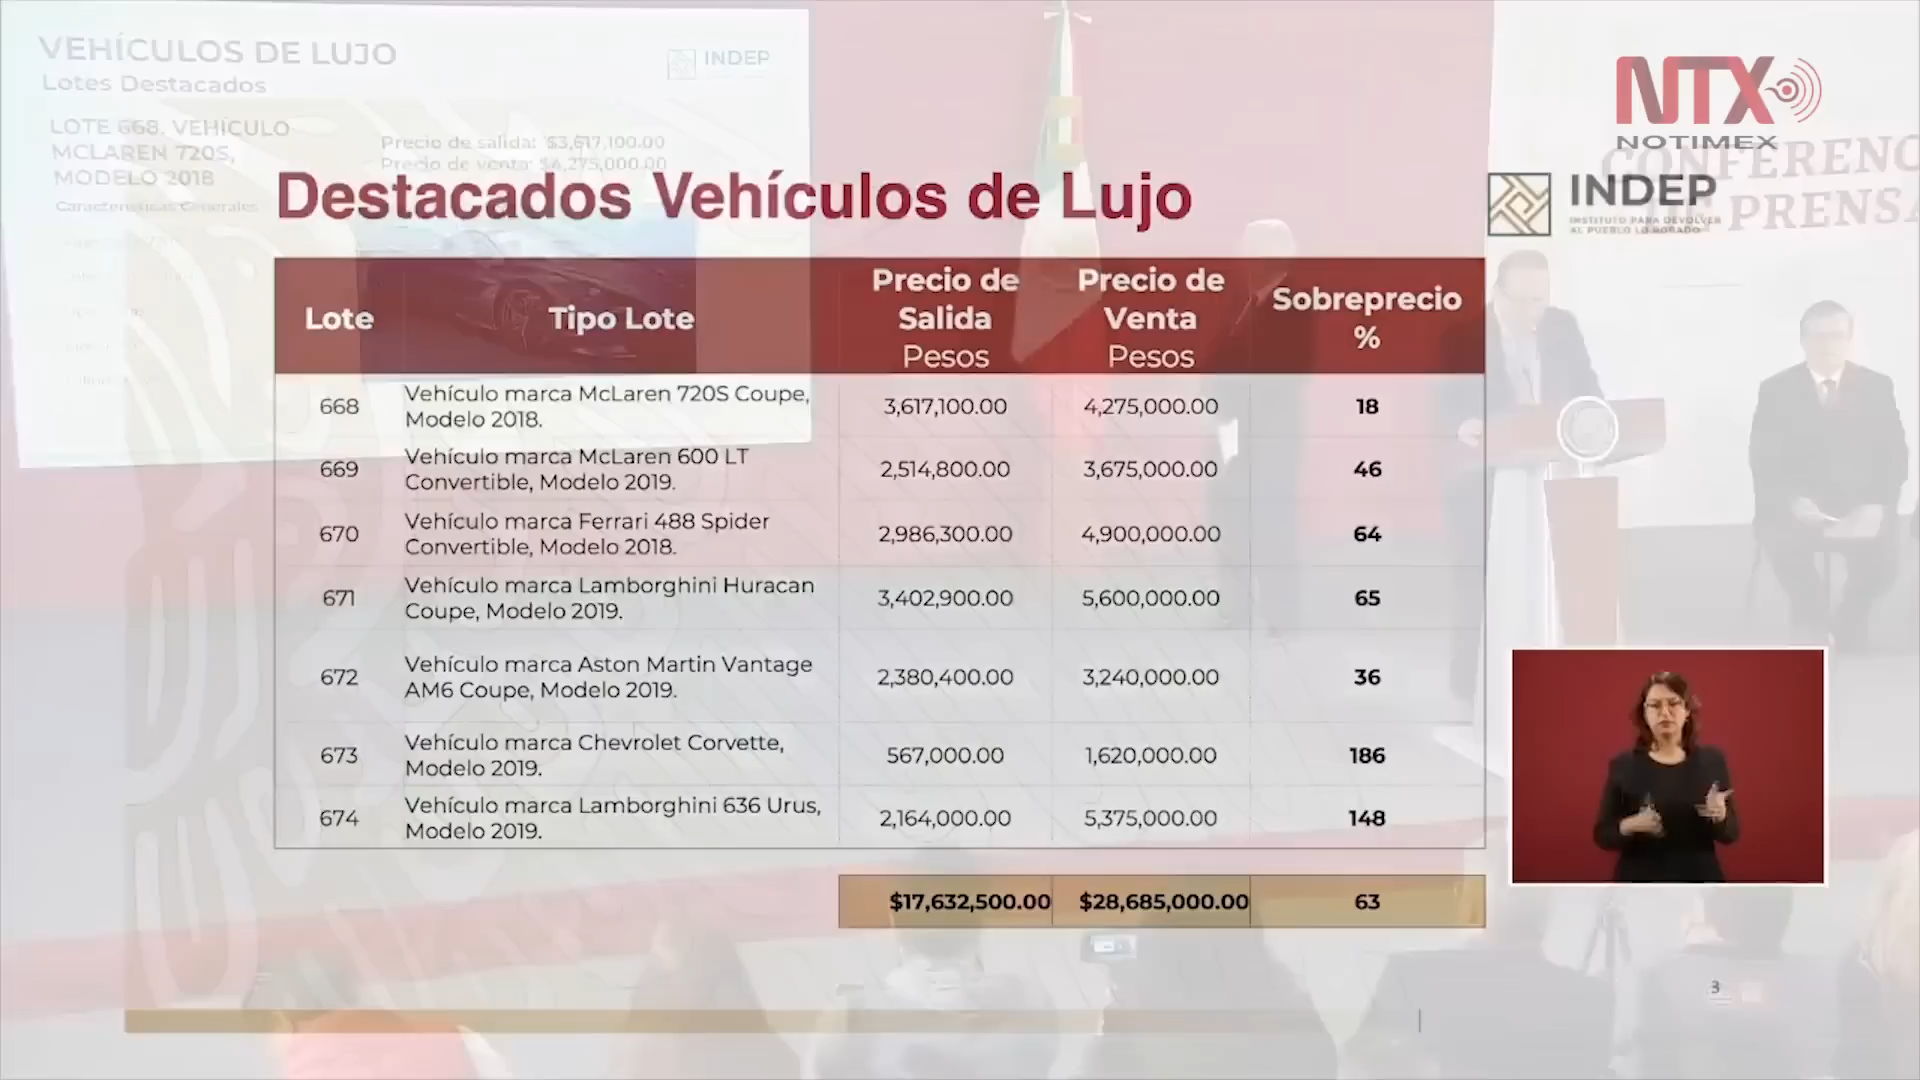 VEHÍCULOS DE LUJO
Lotes Destacados
INDEP
LOTE 668. VEHÍCULO
MCLAREN 720S,
MODELO 2018
Características Generales
Precio de salida: $3,617,100.00
Precio de venta: $4,275,000.00
NTX
NOTIMEX
CONFERENC
PRENSA
Destacados Vehículos de Lujo
INDEP
INSTITUTO PARA DEVOLVER
AL PUEBLO LO ROBADO
Lote Tipo Lote Precio de Salida Pesos Precio de Venta Pesos Sobreprecio %
668 Vehículo marca McLaren 720S Coupe, Modelo 2018. 3,617,100.00 4,275,000.00 18
669 Vehículo marca McLaren 600 LT Convertible, Modelo 2019. 2,514,800.00 3,675,000.00 46
670 Vehículo marca Ferrari 488 Spider Convertible, Modelo 2018. 2,986,300.00 4,900,000.00 64
671 Vehículo marca Lamborghini Huracan Coupe, Modelo 2019. 3,402,900.00 5,600,000.00 65
672 Vehículo marca Aston Martin Vantage AM6 Coupe, Modelo 2019. 2,380,400.00 3,240,000.00 36
673 Vehículo marca Chevrolet Corvette, Modelo 2019. 567,000.00 1,620,000.00 186
674 Vehículo marca Lamborghini 636 Urus, Modelo 2019. 2,164,000.00 5,375,000.00 148
$17,632,500.00 $28,685,000.00 63
3